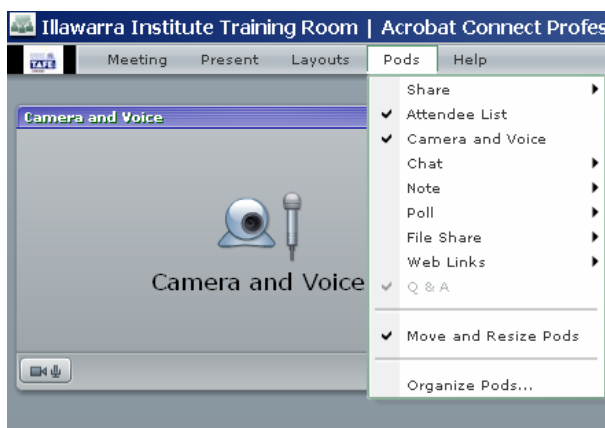 Illawarra Institute Training Room | Acrobat Connect Profes
TAFE Meeting Present Layouts Pods Help
Share
Attendee List
Camera and Voice
Chat
Note
Poll
File Share
Web Links
Q & A
Move and Resize Pods
Organize Pods...
Camera and Voice
Camera and Voice